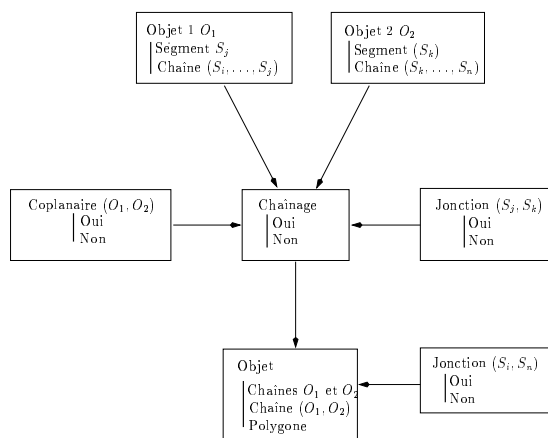 Objet 1 O₁
Segment Sⱼ
Chaîne (Sᵢ, . . . , Sⱼ)
Objet 2 O₂
Segment (Sₖ)
Chaîne (Sₖ, . . . , Sₙ)
Coplanaire (O₁, O₂)
Oui
Non
Chaînage
Oui
Non
Jonction (Sⱼ, Sₖ)
Oui
Non
Objet
Chaînes O₁ et O₂
Chaîne (O₁, O₂)
Polygone
Jonction (Sᵢ, Sₙ)
Oui
Non